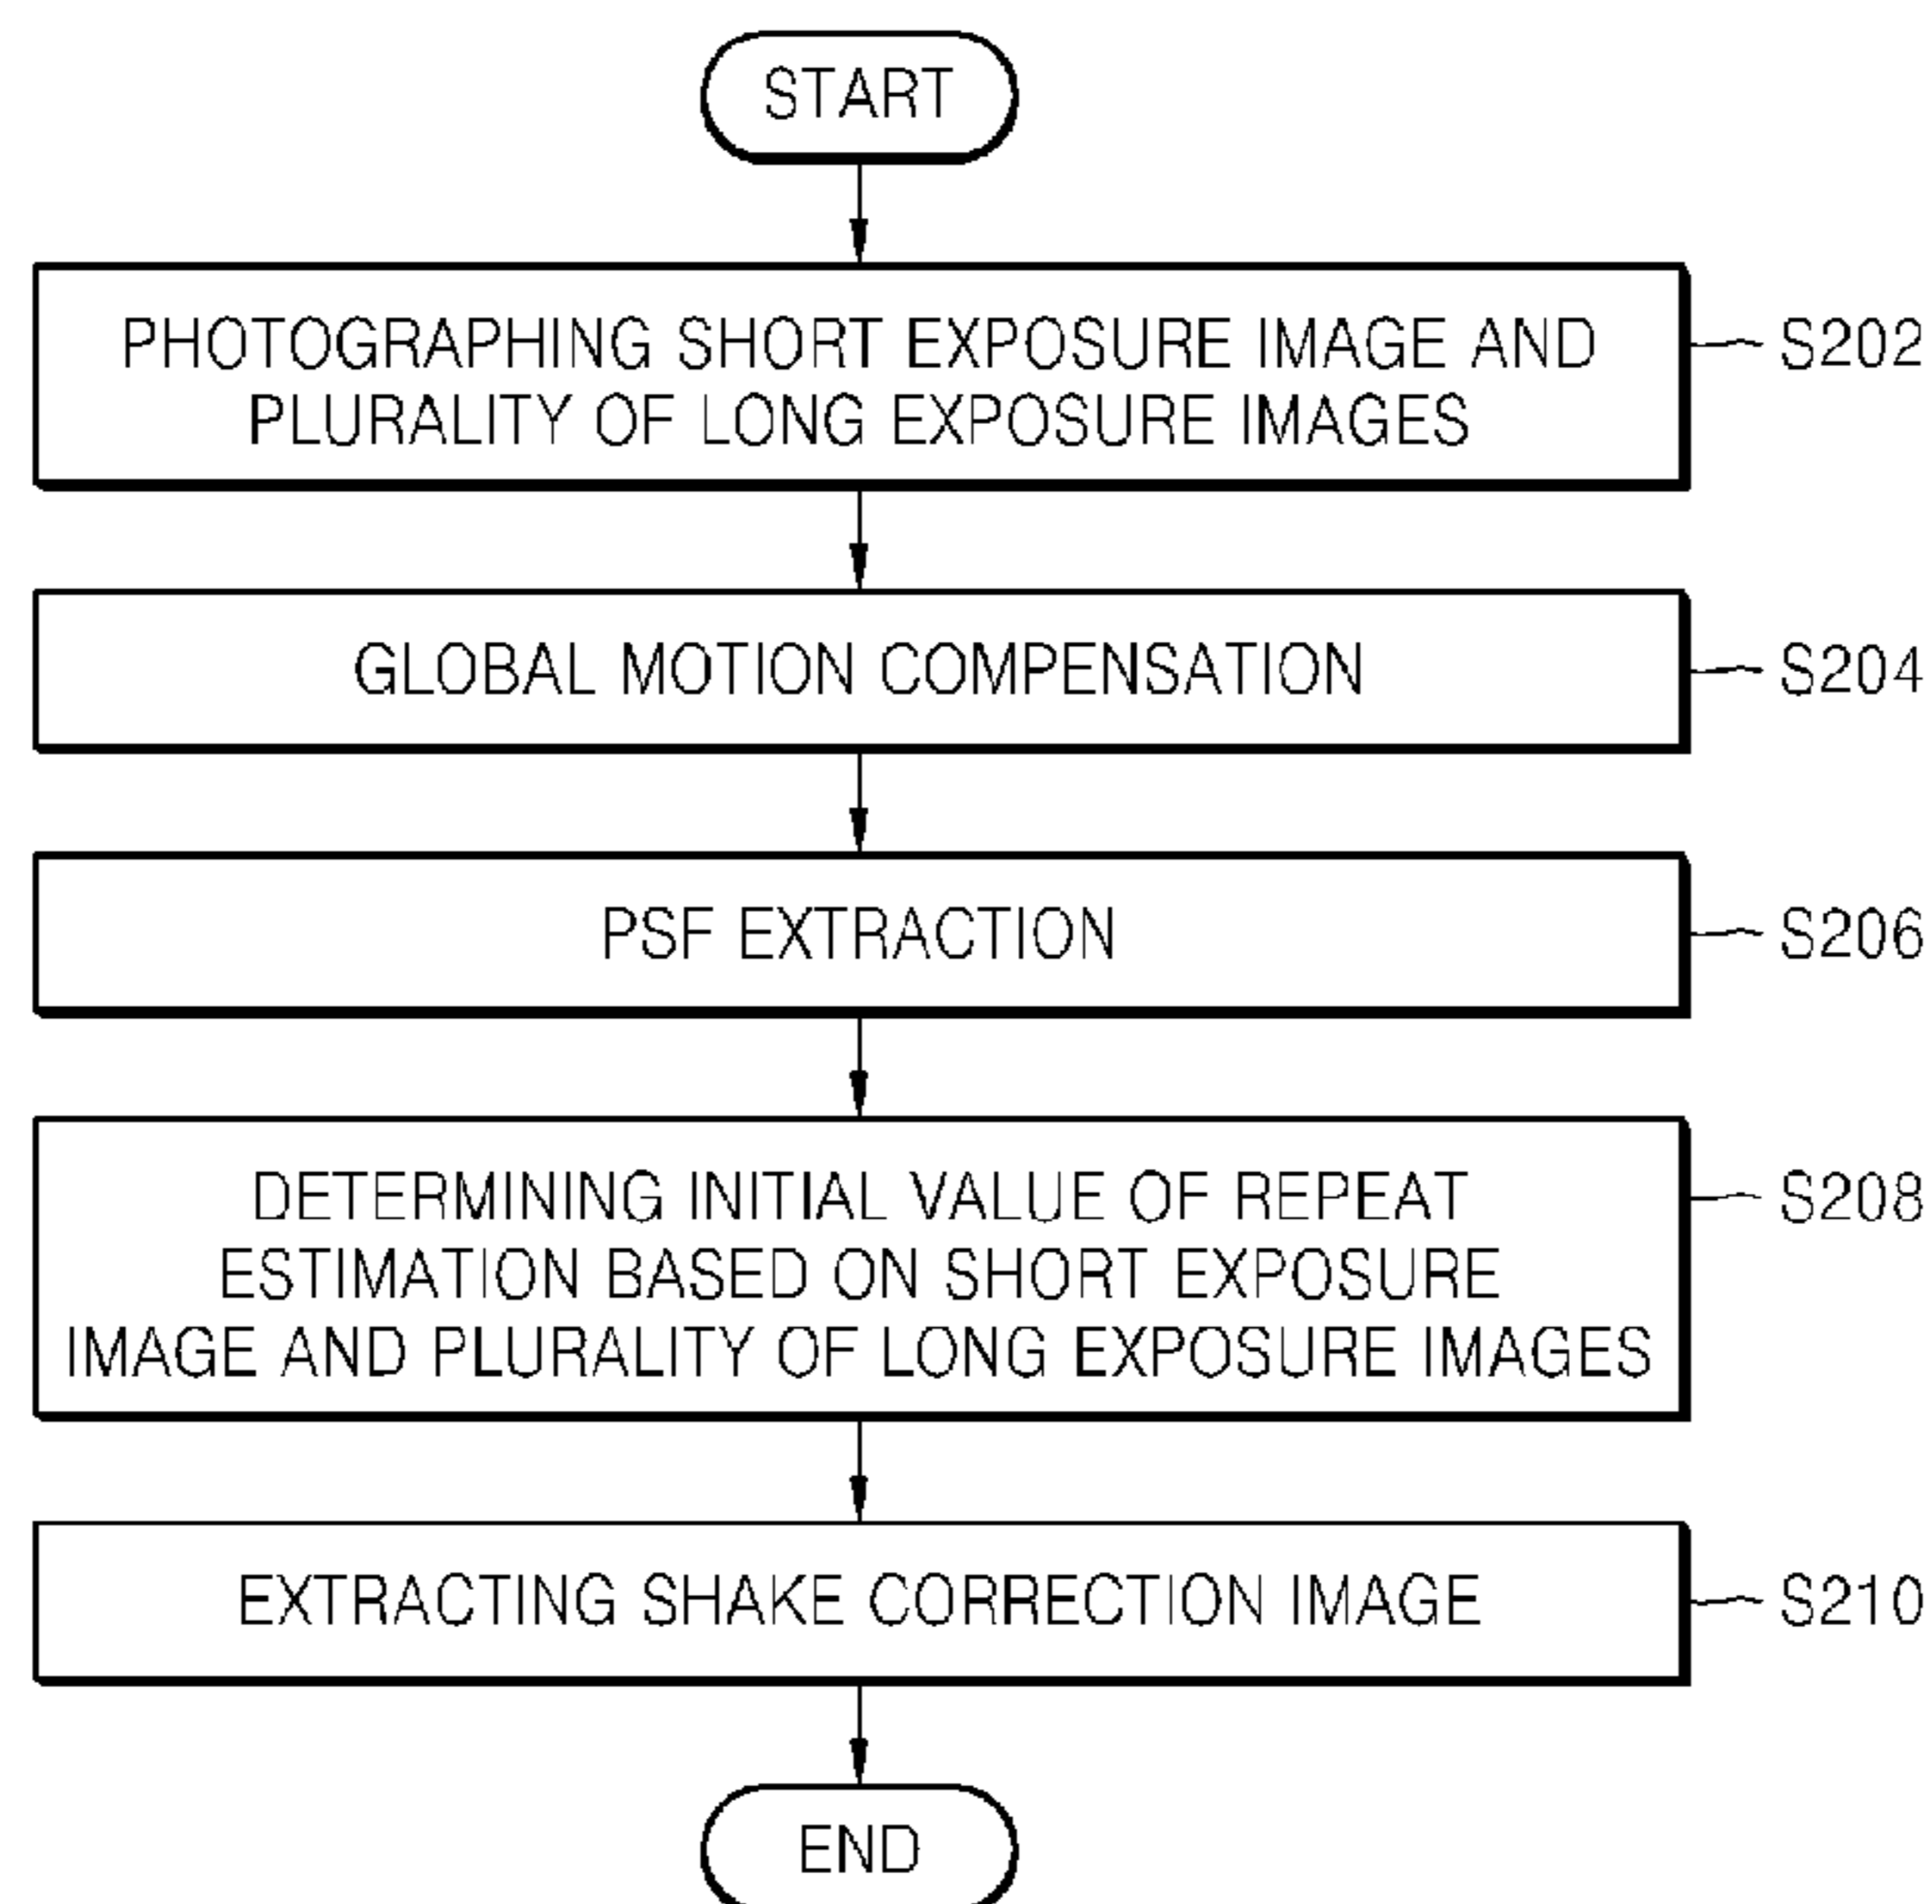 START
PHOTOGRAPHING SHORT EXPOSURE IMAGE AND
PLURALITY OF LONG EXPOSURE IMAGES
S202
GLOBAL MOTION COMPENSATION
S204
PSF EXTRACTION
S206
DETERMINING INITIAL VALUE OF REPEAT
ESTIMATION BASED ON SHORT EXPOSURE
IMAGE AND PLURALITY OF LONG EXPOSURE IMAGES
S208
EXTRACTING SHAKE CORRECTION IMAGE
S210
END